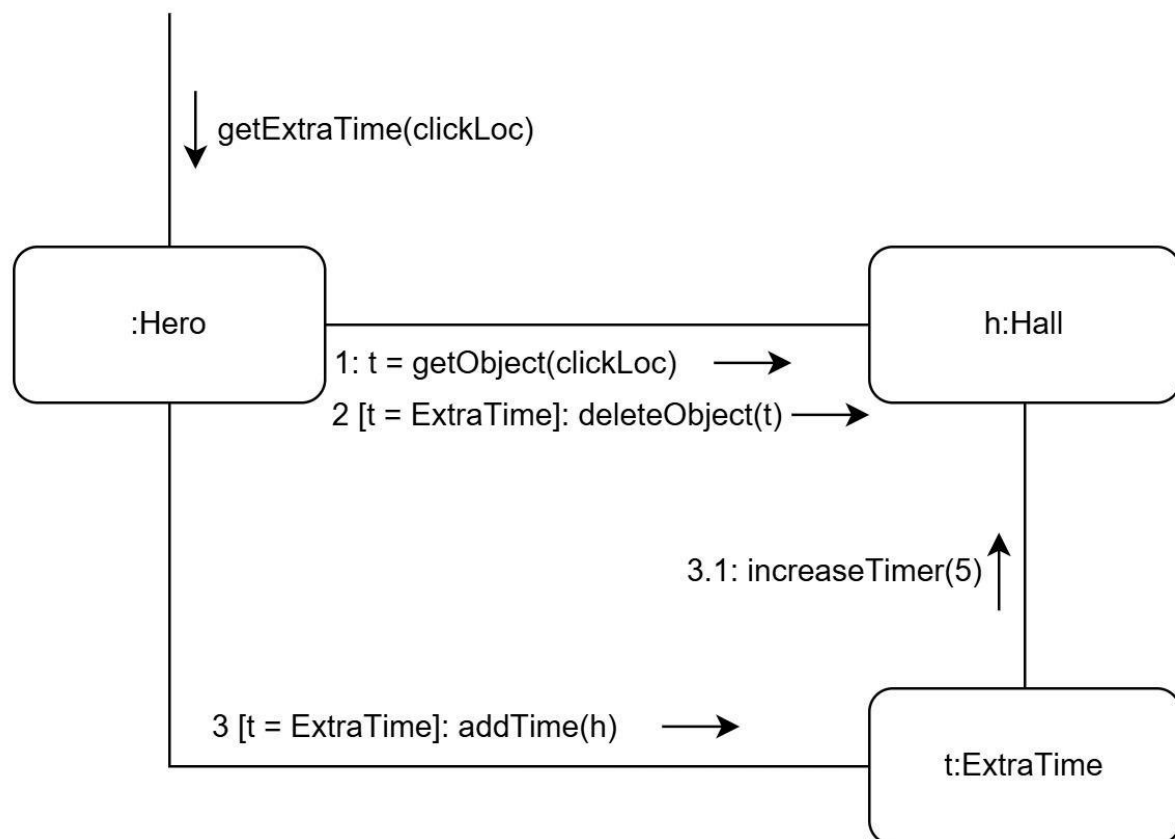 getExtraTime(clickLoc)
:Hero
h:Hall
1: t = getObject(clickLoc)
2 [t = ExtraTime]: deleteObject(t)
3.1: increaseTimer(5)
3 [t = ExtraTime]: addTime(h)
t:ExtraTime